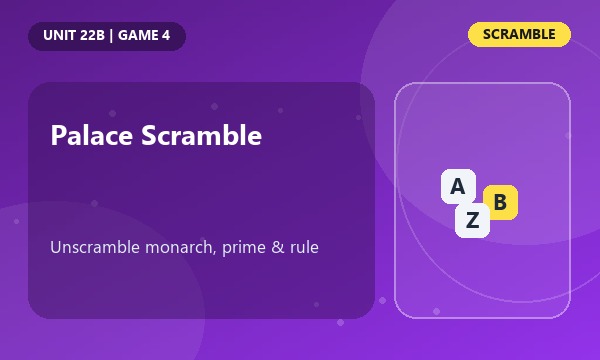 UNIT 22B | GAME 4
SCRAMBLE
Palace Scramble
Unscramble monarch, prime & rule
A
B
Z